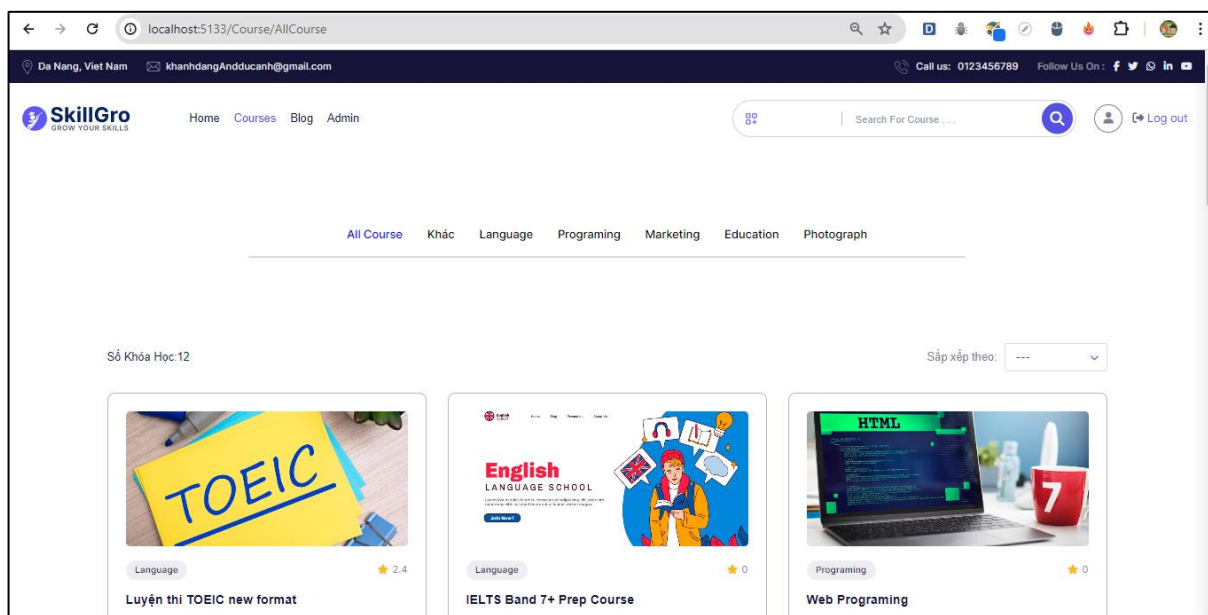 localhost:5133/Course/AllCourse
Da Nang, Viet Nam khanhdangAndducanh@gmail.com Call us: 0123456789 Follow Us On :
SkillGro
GROW YOUR SKILLS
Home Courses Blog Admin Search For Course . . . Log out
All Course Khác Language Programing Marketing Education Photograph
Số Khóa Học:12 Sắp xếp theo: ---
TOEIC
English
LANGUAGE SCHOOL
Join Now!
HTML
7
Language 2.4 Language 0 Programing 0
Luyện thi TOEIC new format IELTS Band 7+ Prep Course Web Programing